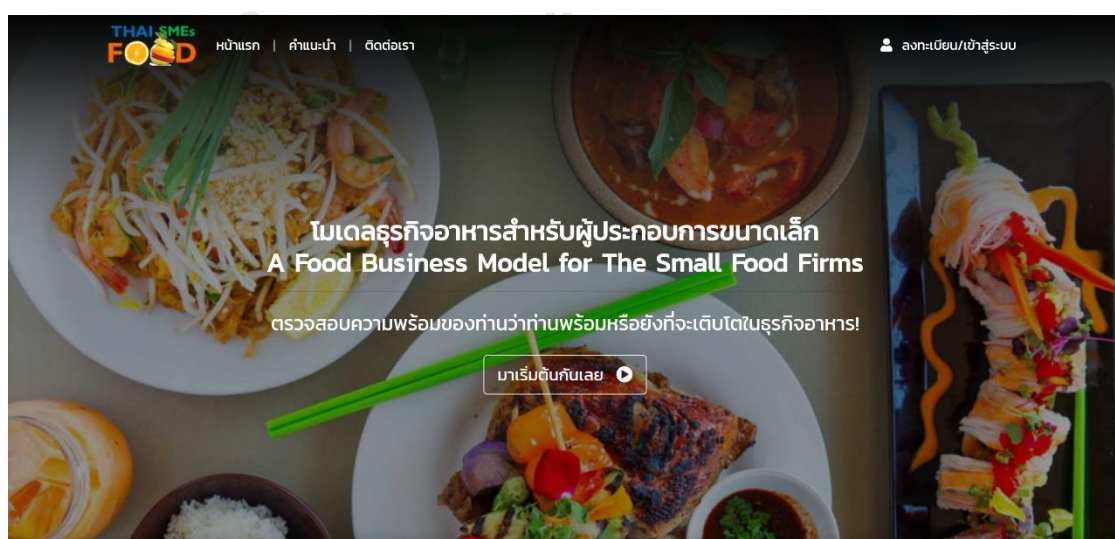 THAI SMEs
FOOD
หน้าแรก | คำแนะนำ | ติดต่อเรา
ลงทะเบียน/เข้าสู่ระบบ
โมเดลธุรกิจอาหารสำหรับผู้ประกอบการขนาดเล็ก
A Food Business Model for The Small Food Firms
ตรวจสอบความพร้อมของท่านว่าท่านพร้อมหรือยังที่จะเติบโตในธุรกิจอาหาร!
มาเริ่มต้นกันเลย